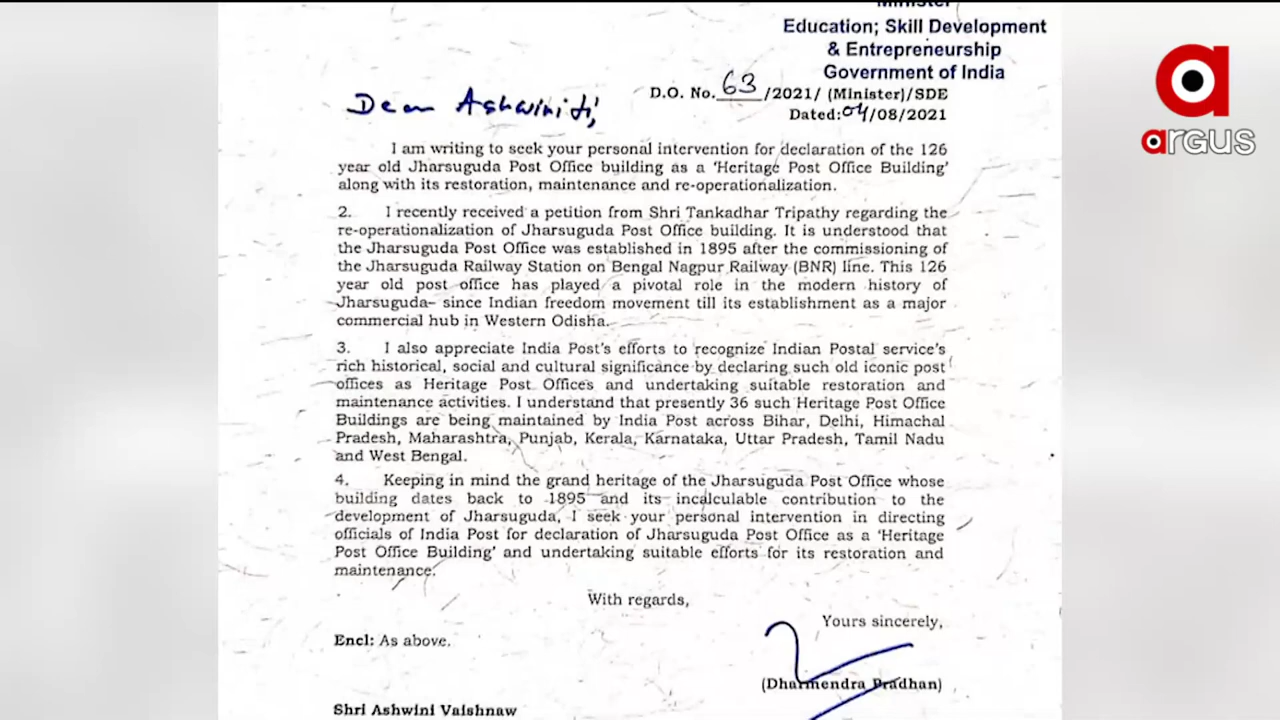 Minister
Education; Skill Development
& Entrepreneurship
Government of India
D.O. No. 63 /2021/ (Minister)/SDE
Dated:04/08/2021
Dear Ashwini Ji,
I am writing to seek your personal intervention for declaration of the 126
year old Jharsuguda Post Office building as a ‘Heritage Post Office Building’
along with its restoration, maintenance and re-operationalization.
2. I recently received a petition from Shri Tankadhar Tripathy regarding the
re-operationalization of Jharsuguda Post Office building. It is understood that
the Jharsuguda Post Office was established in 1895 after the commissioning of
the Jharsuguda Railway Station on Bengal Nagpur Railway (BNR) line. This 126
year old post office has played a pivotal role in the modern history of
Jharsuguda– since Indian freedom movement till its establishment as a major
commercial hub in Western Odisha.
3. I also appreciate India Post’s efforts to recognize Indian Postal service’s
rich historical, social and cultural significance by declaring such old iconic post
offices as Heritage Post Offices and undertaking suitable restoration and
maintenance activities. I understand that presently 36 such Heritage Post Office
Buildings are being maintained by India Post across Bihar, Delhi, Himachal
Pradesh, Maharashtra, Punjab, Kerala, Karnataka, Uttar Pradesh, Tamil Nadu
and West Bengal.
4. Keeping in mind the grand heritage of the Jharsuguda Post Office whose
building dates back to 1895 and its incalculable contribution to the
development of Jharsuguda, I seek your personal intervention in directing
officials of India Post for declaration of Jharsuguda Post Office as a ‘Heritage
Post Office Building’ and undertaking suitable efforts for its restoration and
maintenance.
With regards,
Yours sincerely,
Encl: As above.
(Dharmendra Pradhan)
Shri Ashwini Vaishnaw
argus